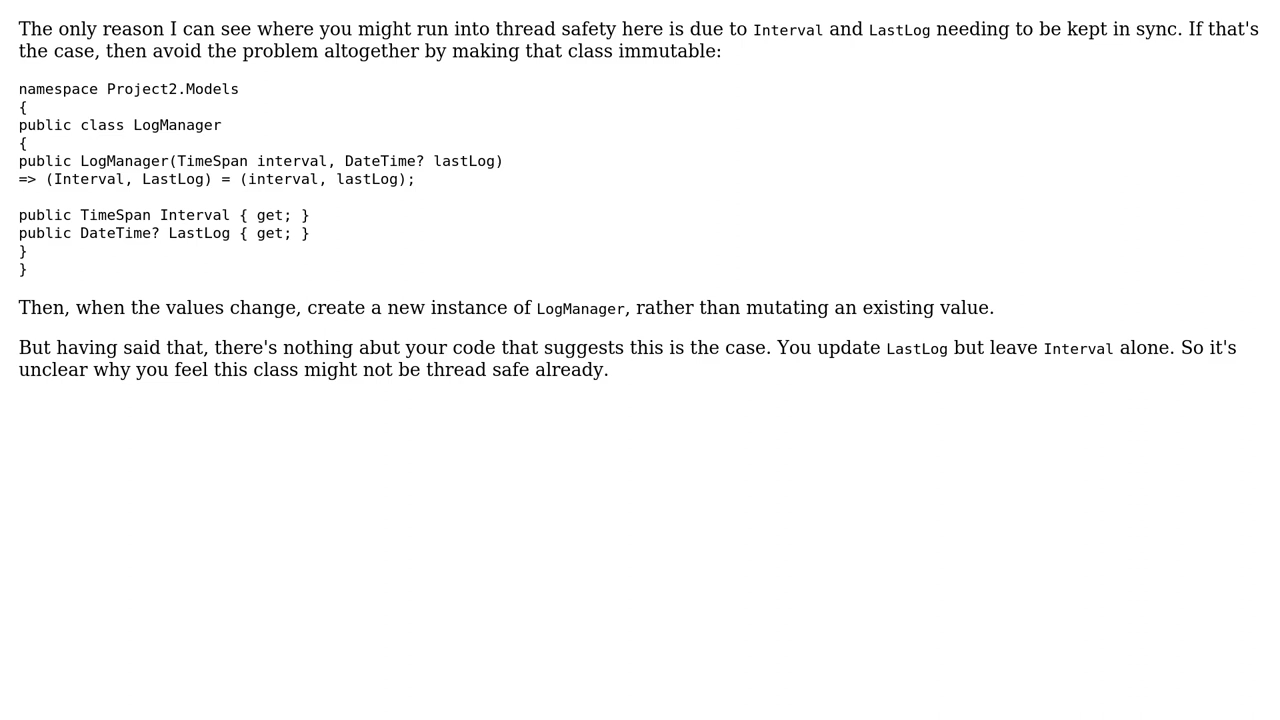 The only reason I can see where you might run into thread safety here is due to Interval and LastLog needing to be kept in sync. If that's
the case, then avoid the problem altogether by making that class immutable:
namespace Project2.Models
{
public class LogManager
{
public LogManager(TimeSpan interval, DateTime? lastLog)
=> (Interval, LastLog) = (interval, lastLog);
public TimeSpan Interval { get; }
public DateTime? LastLog { get; }
}
}
Then, when the values change, create a new instance of LogManager, rather than mutating an existing value.
But having said that, there's nothing abut your code that suggests this is the case. You update LastLog but leave Interval alone. So it's
unclear why you feel this class might not be thread safe already.